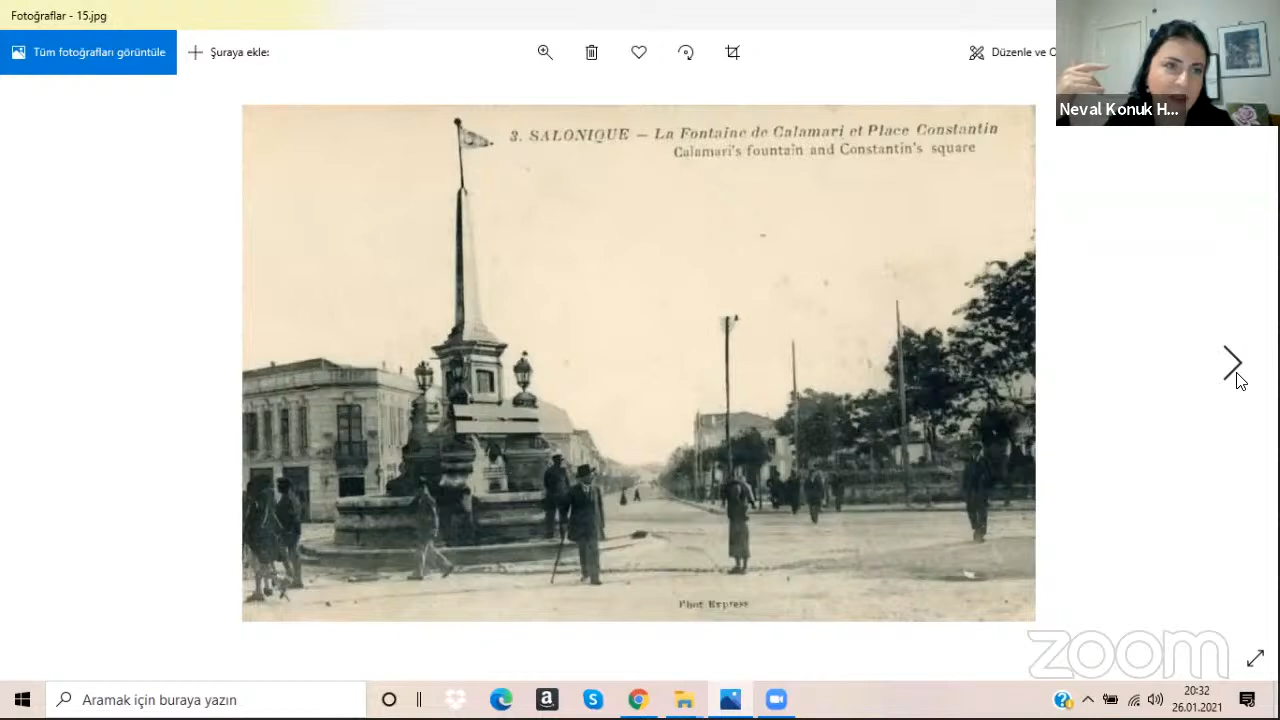 Fotoğraflar - 15.jpg
Tüm fotoğrafları görüntüle
Şuraya ekle:
Düzenle ve O
Neval Konuk H...
3. SALONIQUE — La Fontaine de Calamari et Place Constantin
Calamari's fountain and Constantin's square
Phot Express
zoom
Aramak için buraya yazın
20:32
26.01.2021